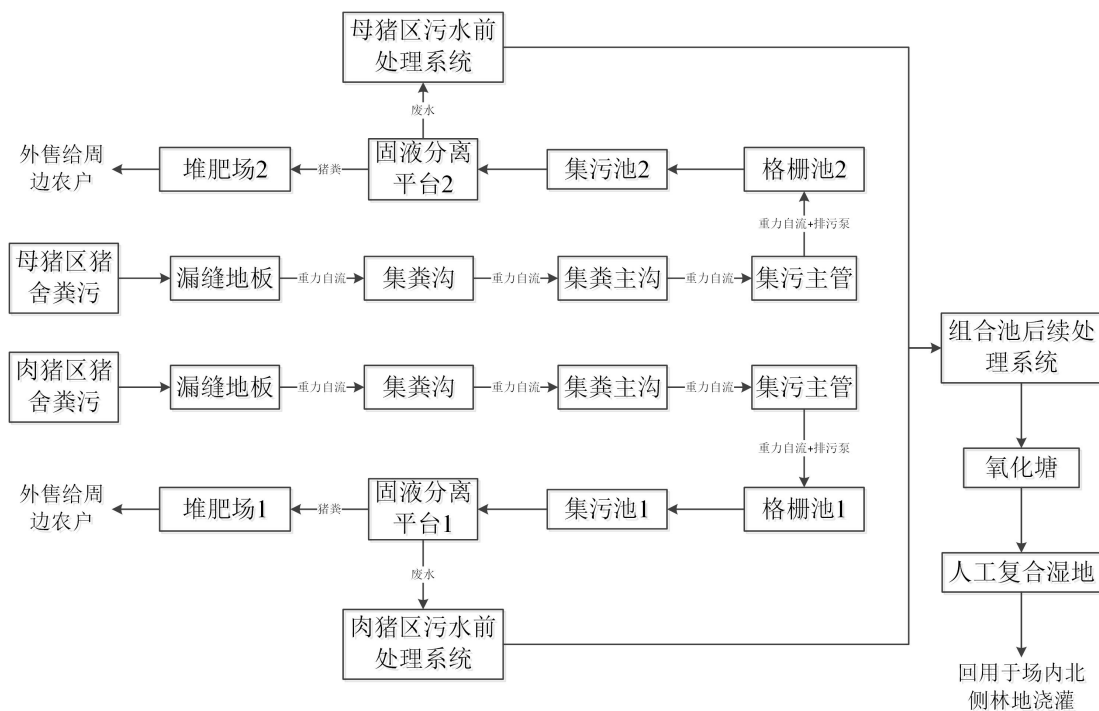 母猪区污水前
处理系统
废水
外售给周
边农户
堆肥场2
猪粪
固液分离
平台2
集污池2
格栅池2
重力自流+排污泵
母猪区猪
舍粪污
漏缝地板
重力自流
集粪沟
重力自流
集粪主沟
重力自流
集污主管
组合池后续处
理系统
肉猪区猪
舍粪污
漏缝地板
重力自流
集粪沟
重力自流
集粪主沟
重力自流
集污主管
重力自流+排污泵
氧化塘
外售给周
边农户
堆肥场1
猪粪
固液分离
平台1
集污池1
格栅池1
废水
人工复合湿地
肉猪区污水前
处理系统
回用于场内北
侧林地浇灌